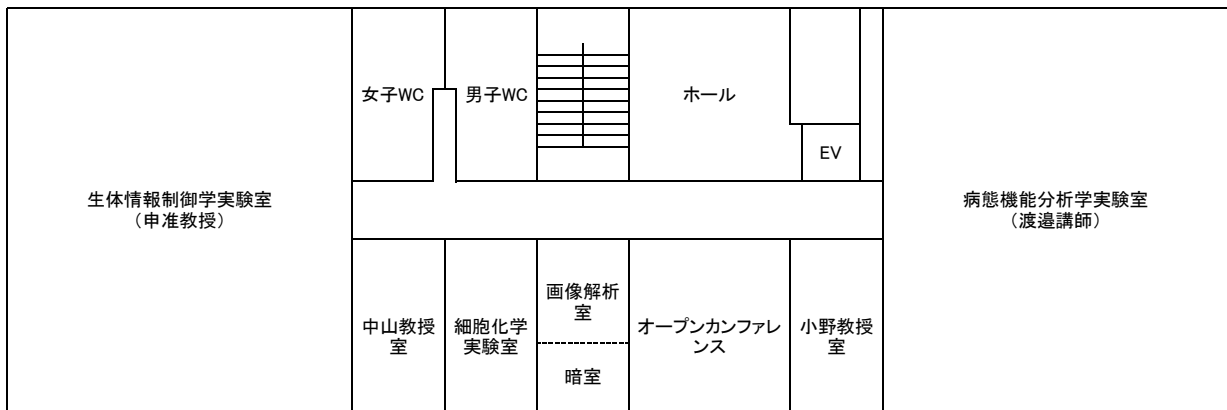 女子WC
男子WC
ホール
EV
生体情報制御学実験室
（申准教授）
病態機能分析学実験室
（渡邉講師）
中山教授
室
細胞化学
実験室
画像解析
室
暗室
オープンカンファレ
ンス
小野教授
室